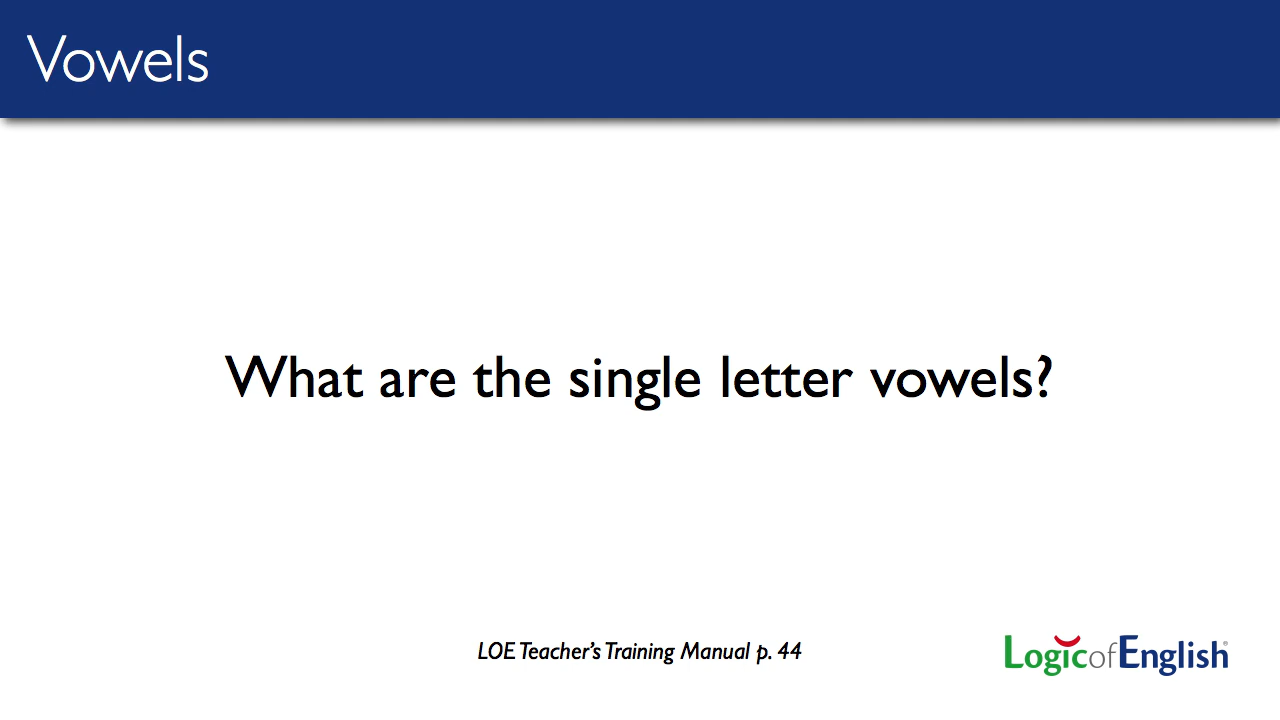 Vowels
What are the single letter vowels?
LOE Teacher’s Training Manual p. 44
LogicofEnglish®